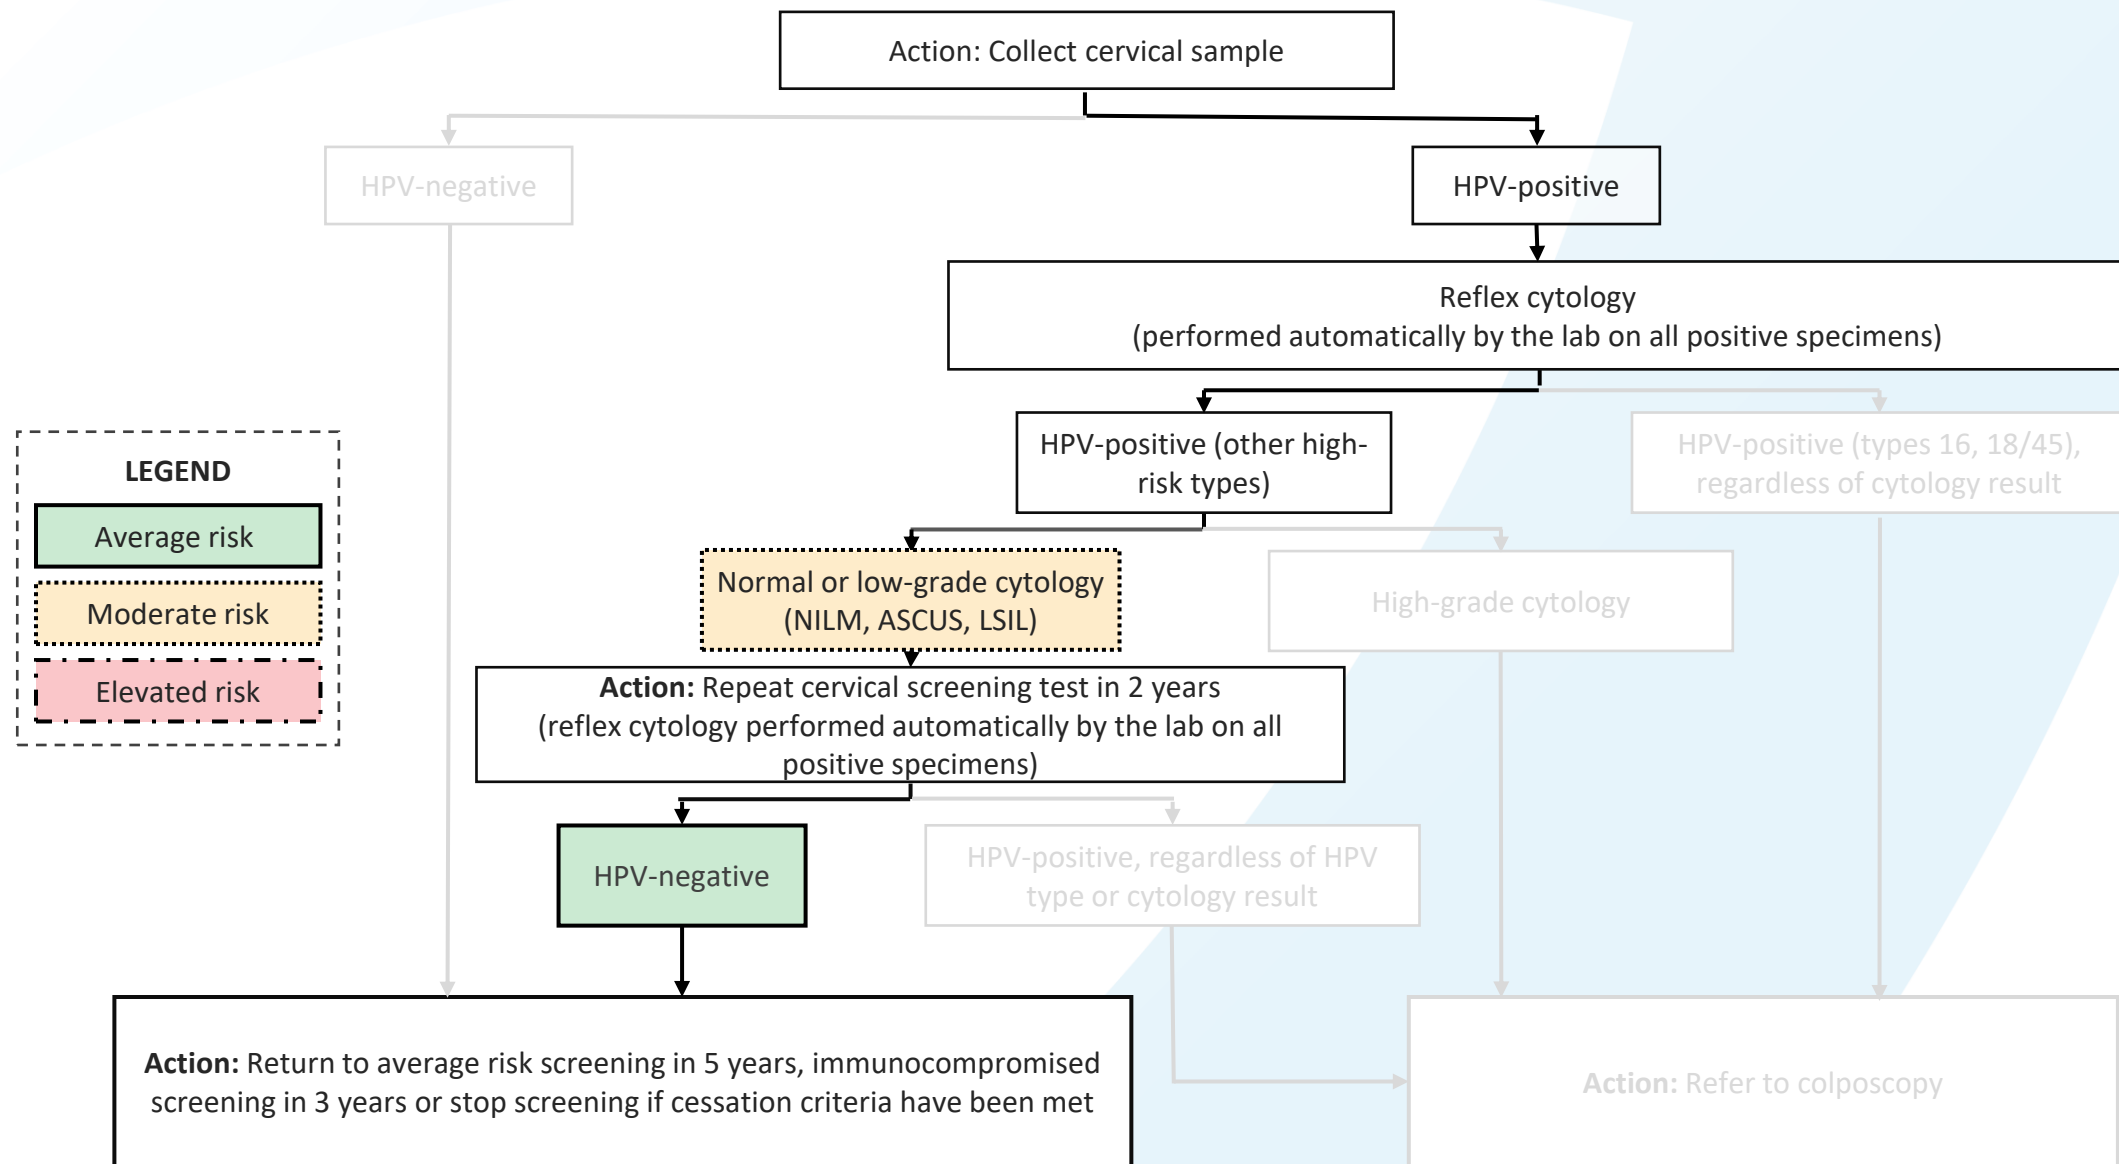 Action: Collect cervical sample
HPV-negative
HPV-positive
Reflex cytology
(performed automatically by the lab on all positive specimens)
HPV-positive (other high-
risk types)
HPV-positive (types 16, 18/45),
regardless of cytology result
LEGEND
Average risk
Moderate risk
Elevated risk
Normal or low-grade cytology
(NILM, ASCUS, LSIL)
High-grade cytology
Action: Repeat cervical screening test in 2 years
(reflex cytology performed automatically by the lab on all
positive specimens)
HPV-negative
HPV-positive, regardless of HPV
type or cytology result
Action: Return to average risk screening in 5 years, immunocompromised
screening in 3 years or stop screening if cessation criteria have been met
Action: Refer to colposcopy